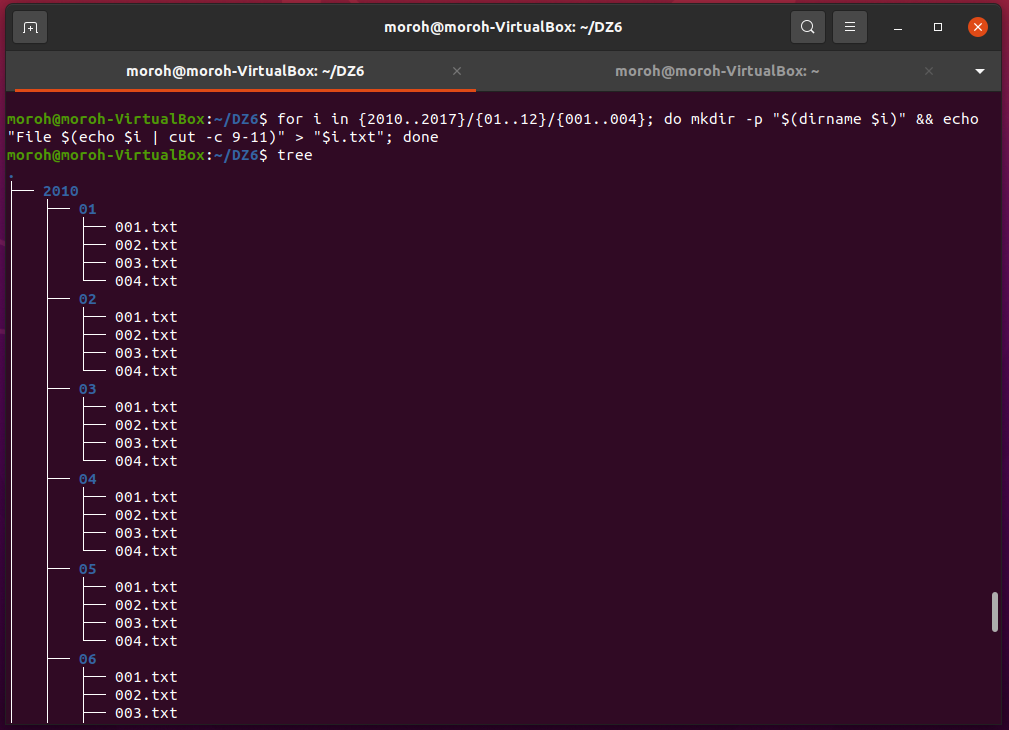 moroh@moroh-VirtualBox: ~/DZ6
moroh@moroh-VirtualBox: ~/DZ6
moroh@moroh-VirtualBox: ~
moroh@moroh-VirtualBox:~/DZ6$ for i in {2010..2017}/{01..12}/{001..004}; do mkdir -p "$(dirname $i)" && echo
"File $(echo $i | cut -c 9-11)" > "$i.txt"; done
moroh@moroh-VirtualBox:~/DZ6$ tree
.
├── 2010
│   ├── 01
│   │   ├── 001.txt
│   │   ├── 002.txt
│   │   ├── 003.txt
│   │   └── 004.txt
│   ├── 02
│   │   ├── 001.txt
│   │   ├── 002.txt
│   │   ├── 003.txt
│   │   └── 004.txt
│   ├── 03
│   │   ├── 001.txt
│   │   ├── 002.txt
│   │   ├── 003.txt
│   │   └── 004.txt
│   ├── 04
│   │   ├── 001.txt
│   │   ├── 002.txt
│   │   ├── 003.txt
│   │   └── 004.txt
│   ├── 05
│   │   ├── 001.txt
│   │   ├── 002.txt
│   │   ├── 003.txt
│   │   └── 004.txt
│   ├── 06
│   │   ├── 001.txt
│   │   ├── 002.txt
│   │   ├── 003.txt